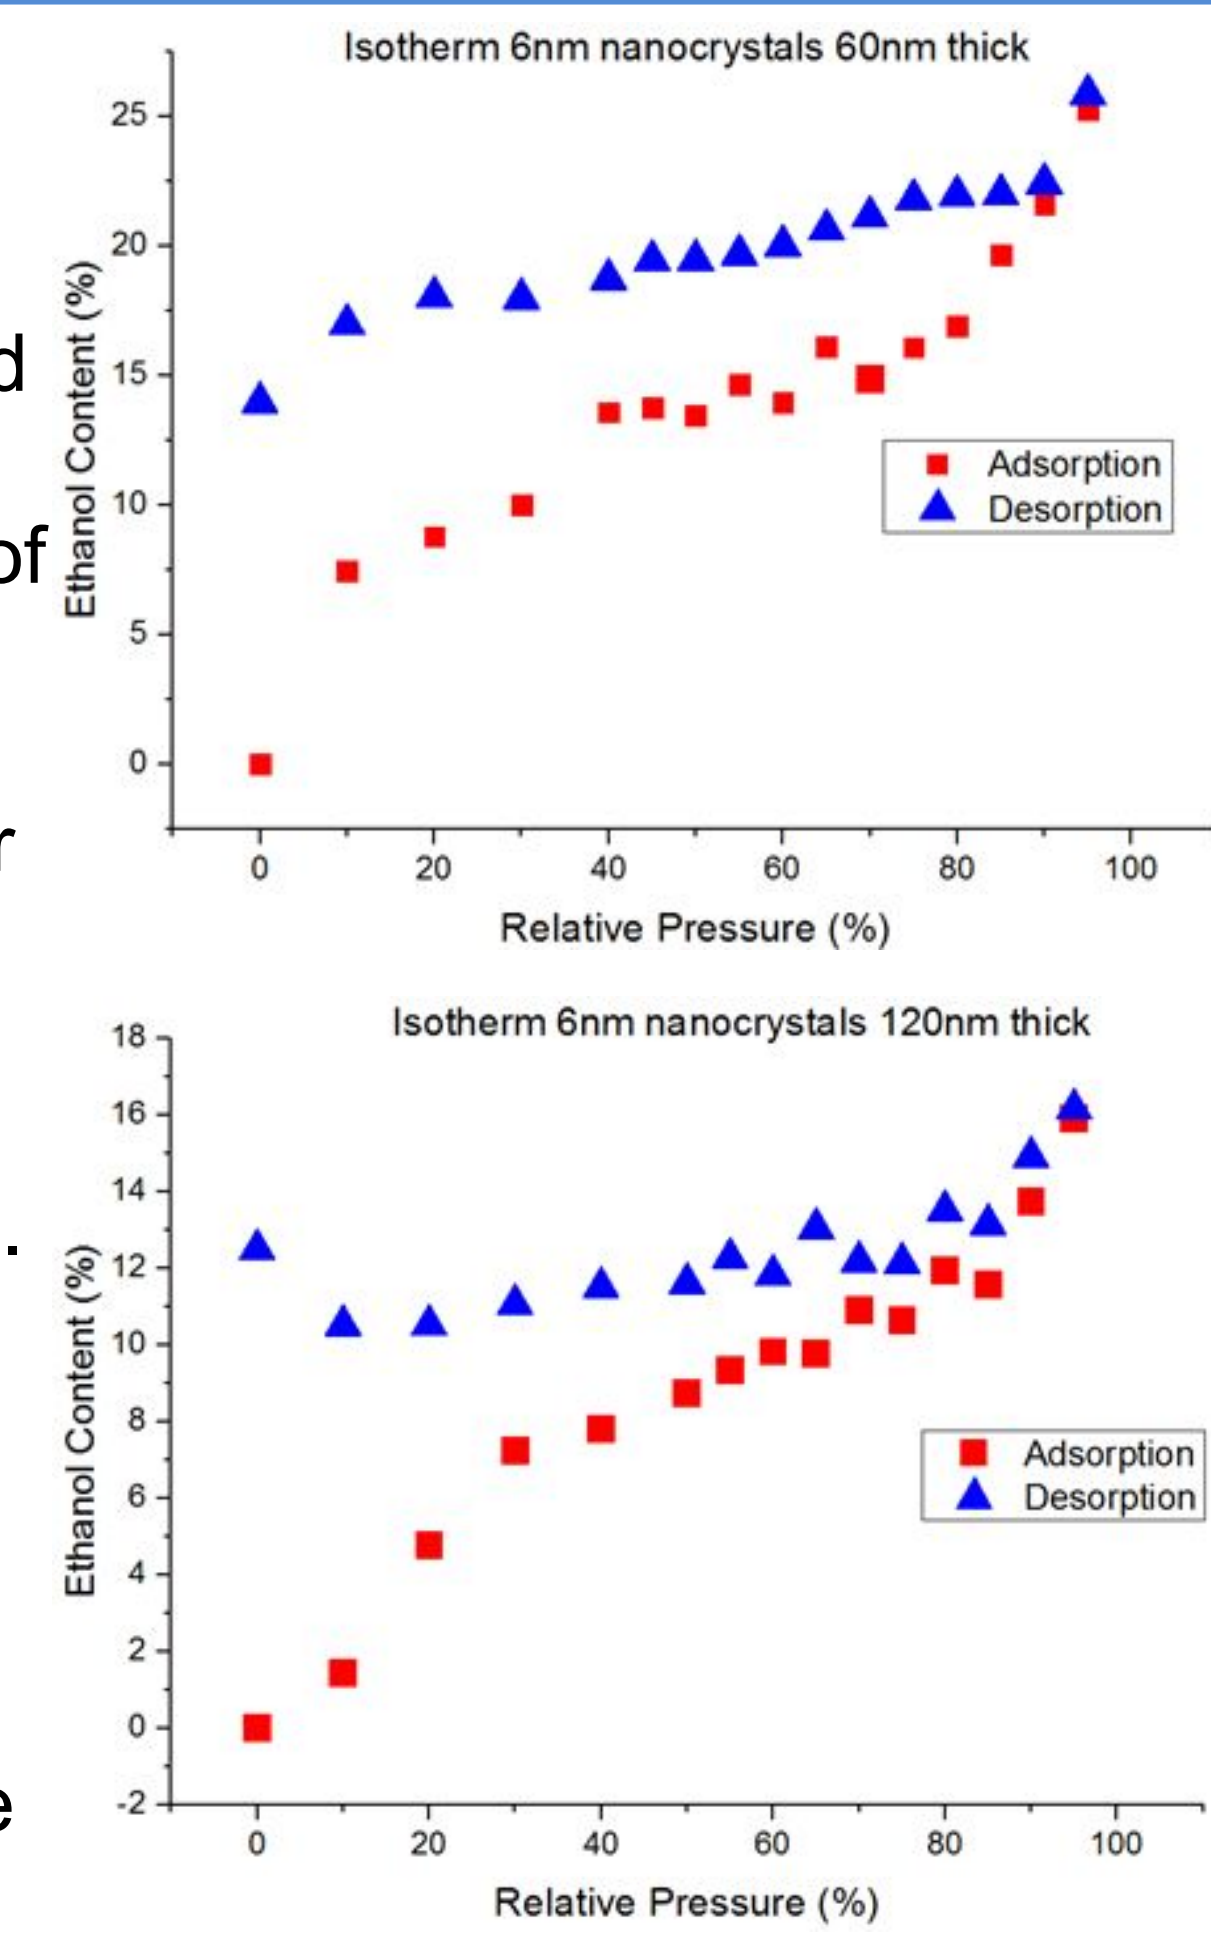 Isotherm 6nm nanocrystals 60nm thick
25
20
15
10
5
0
Ethanol Content (%)
Adsorption
Desorption
0 20 40 60 80 100
Relative Pressure (%)
d
of
r
.
e
Isotherm 6nm nanocrystals 120nm thick
18
16
14
12
10
8
6
4
2
0
-2
Ethanol Content (%)
Adsorption
Desorption
0 20 40 60 80 100
Relative Pressure (%)